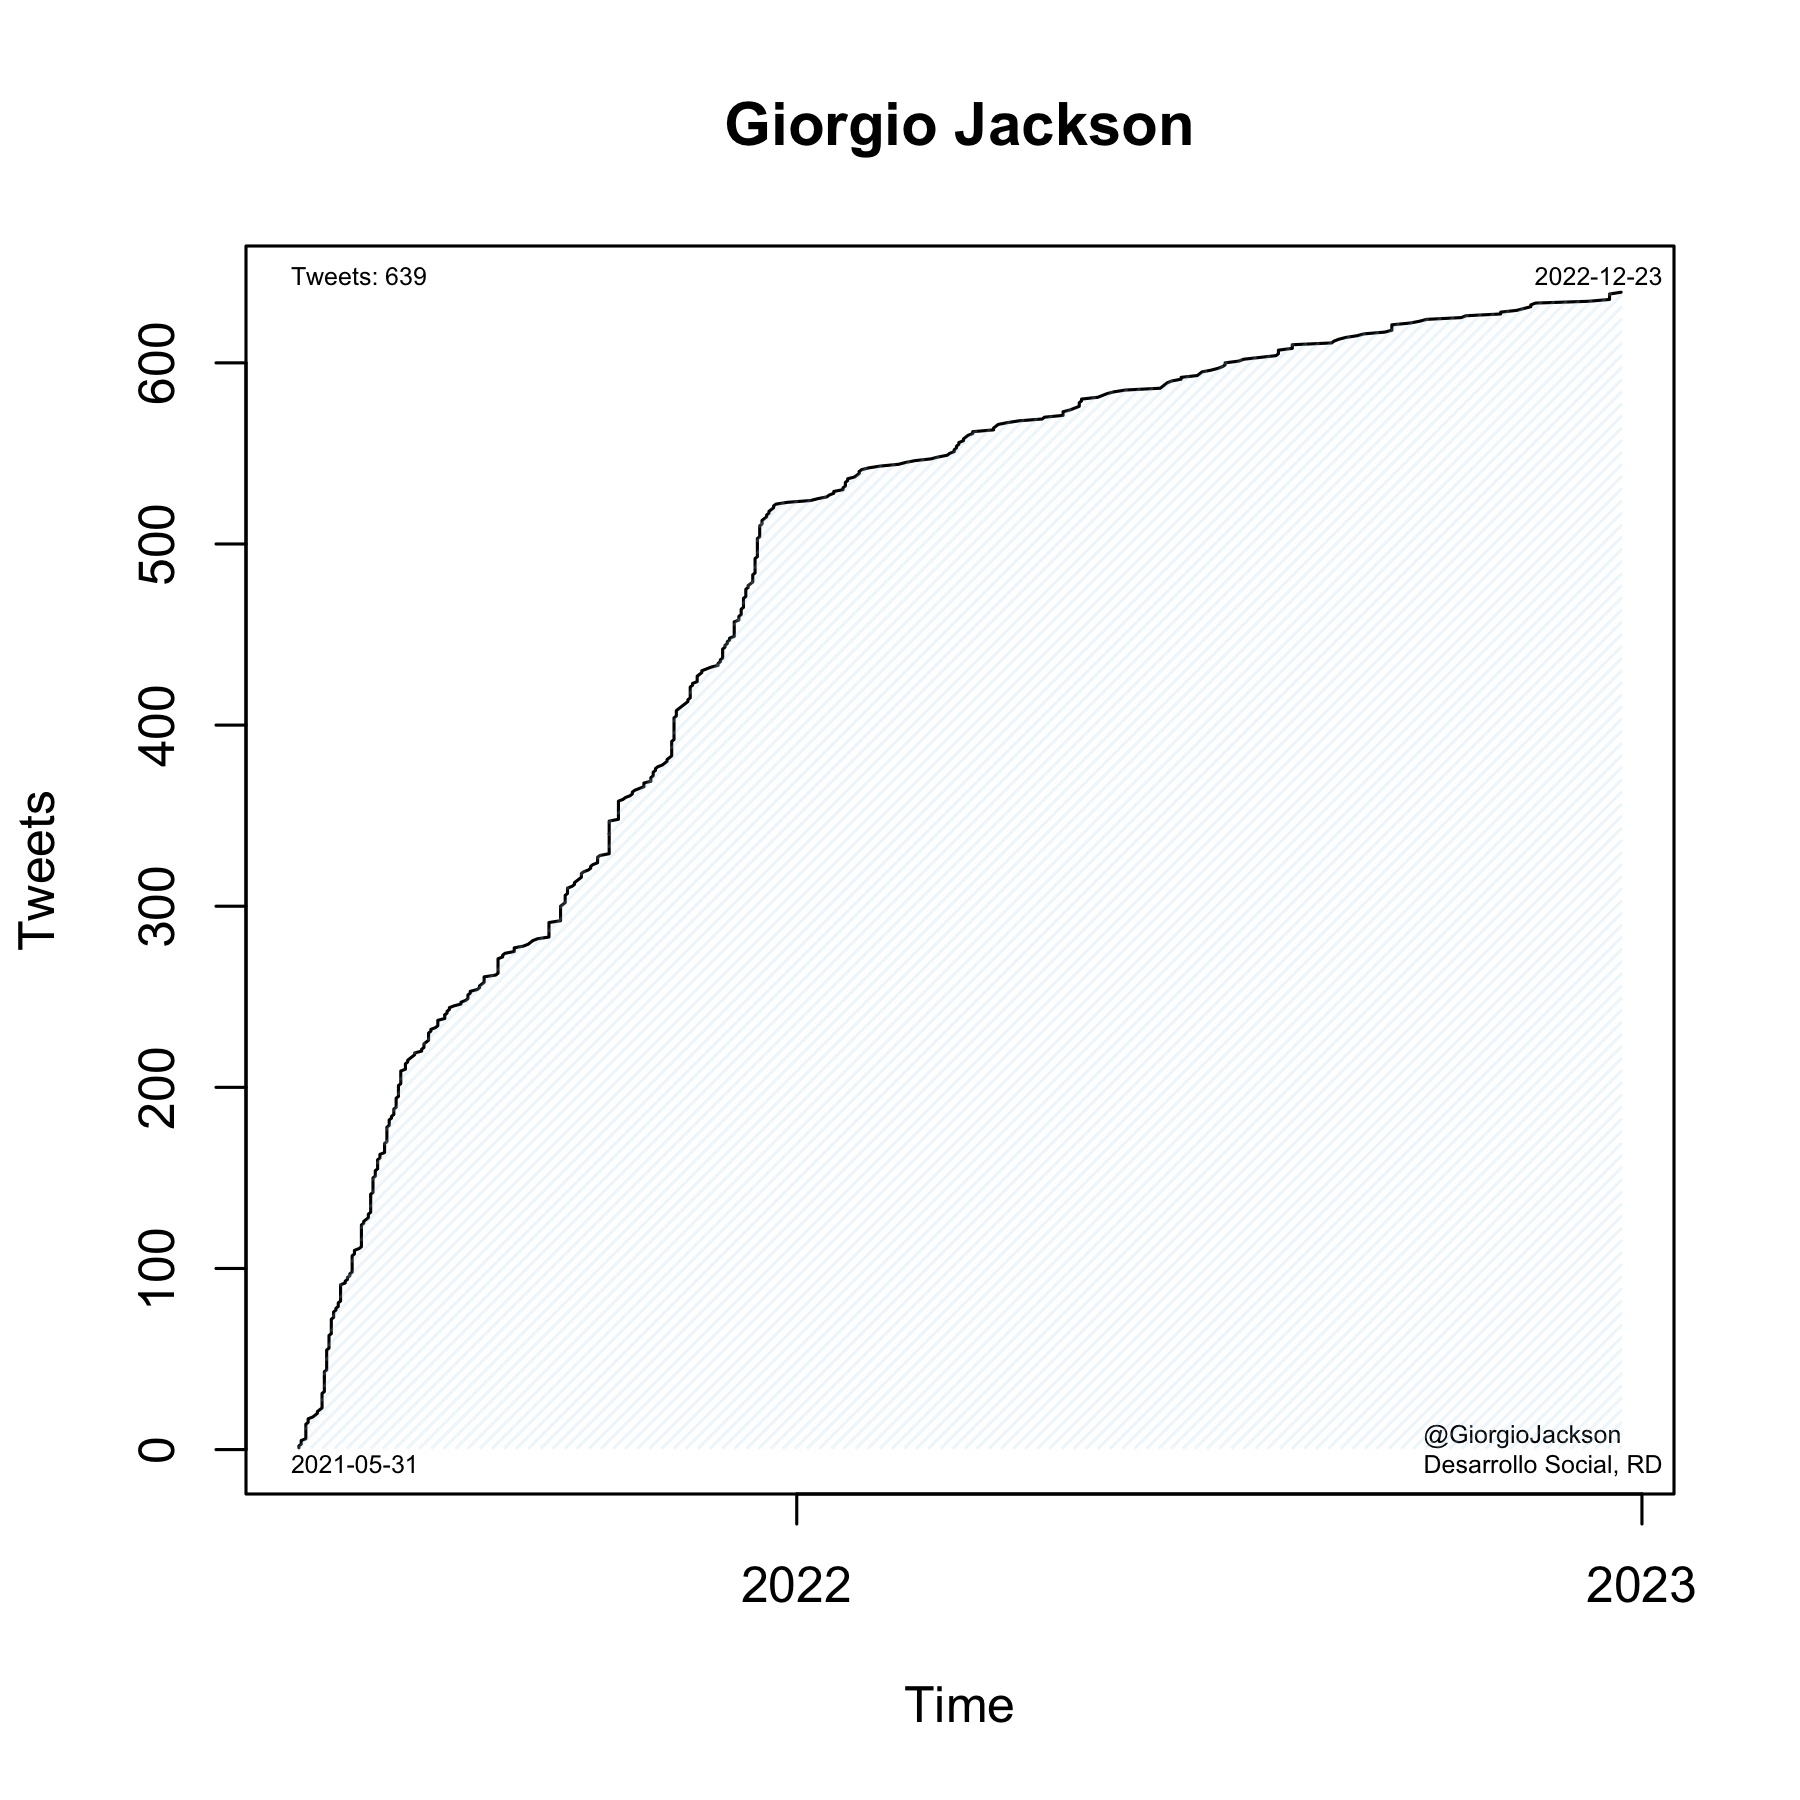 Giorgio Jackson
Tweets: 639
2022-12-23
600
500
400
300
200
100
0
Tweets
2021-05-31
@GiorgioJackson
Desarrollo Social, RD
2022
2023
Time